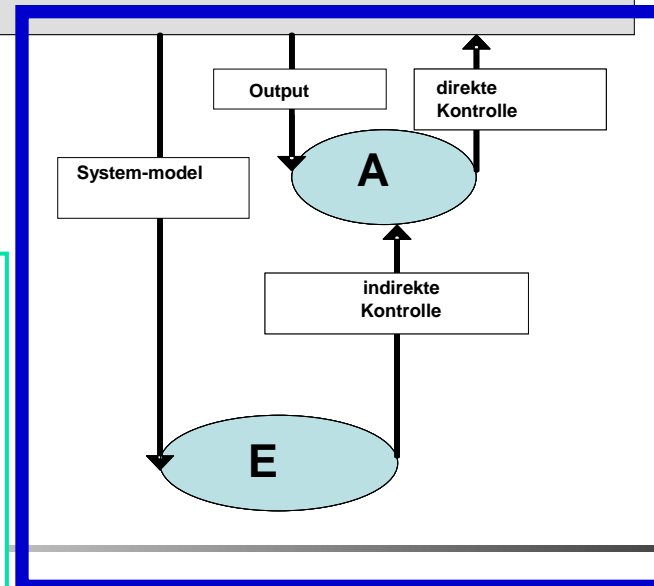 Output
direkte
Kontrolle
System-model
A
indirekte
Kontrolle
E